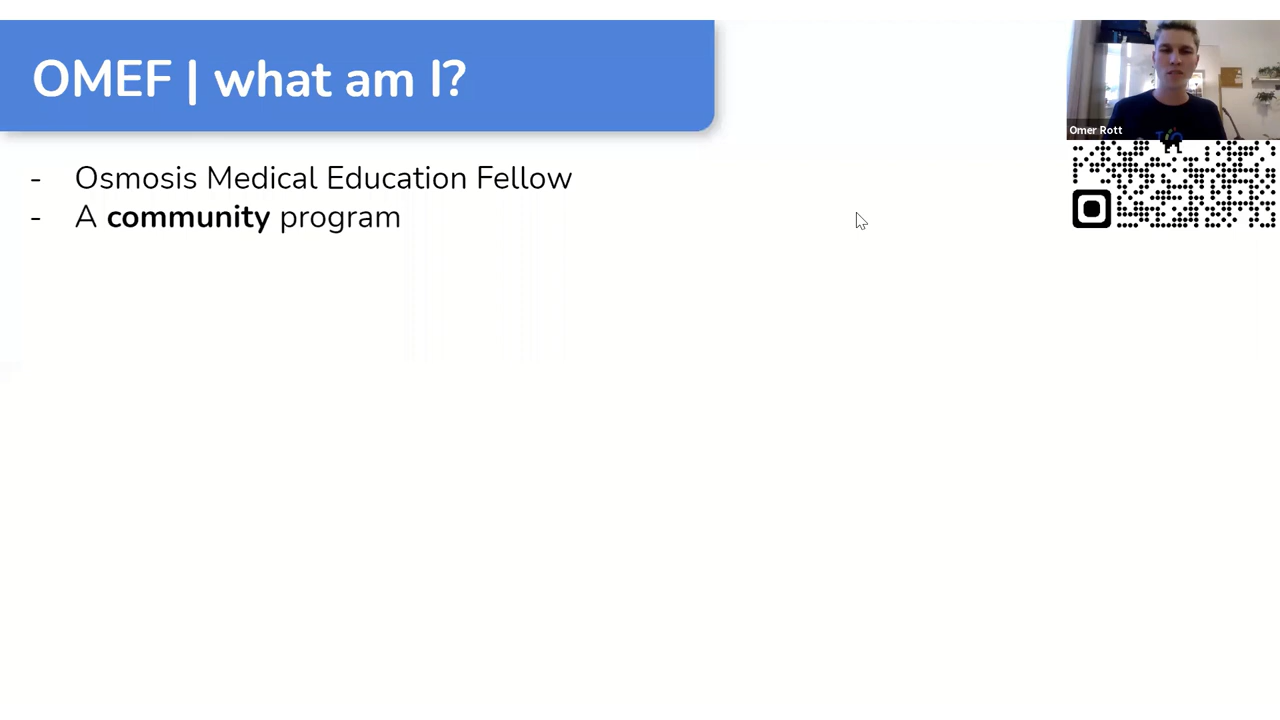 OMEF | what am I?
Omer Rott
- Osmosis Medical Education Fellow
- A community program